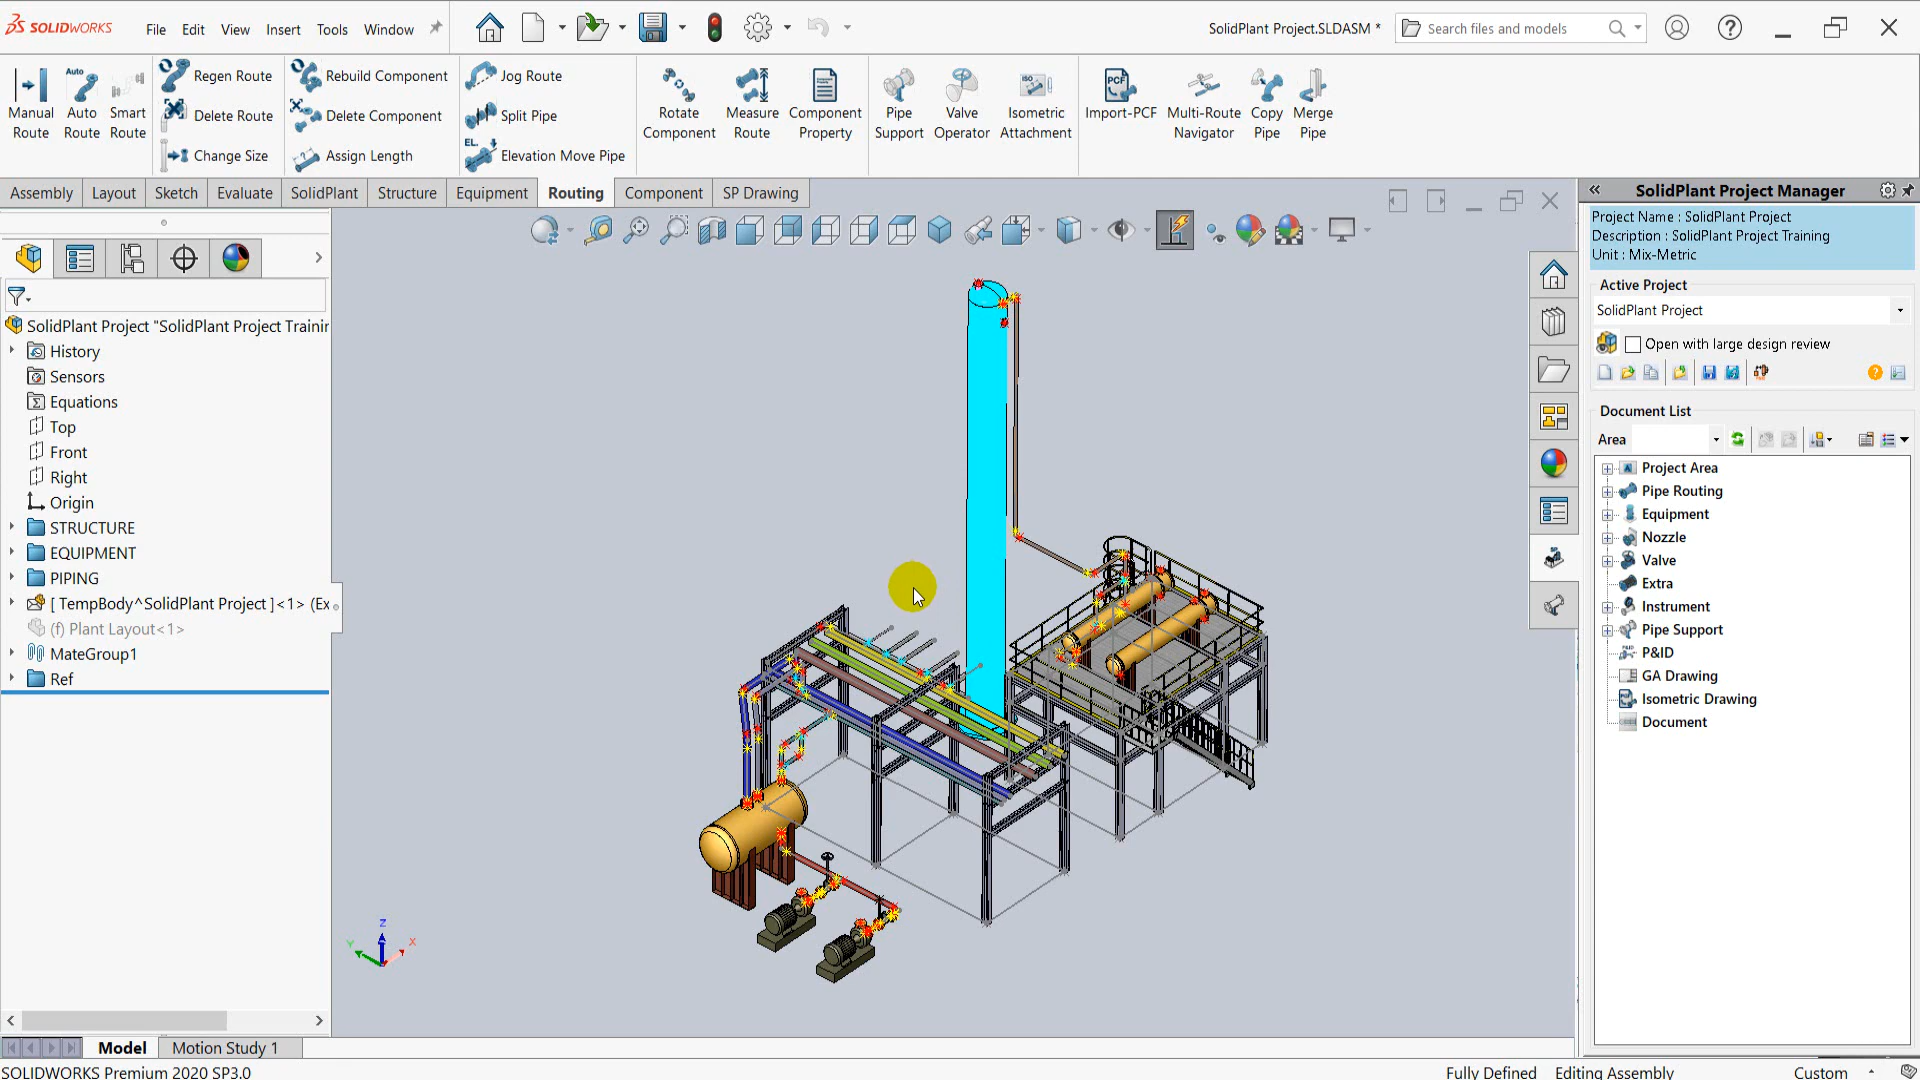 SOLIDWORKS File Edit View Insert Tools Window SolidPlant Project.SLDASM * Search files and models
Manual Route
Auto
Auto Route
Smart Route
Regen Route
Delete Route
Change Size
Rebuild Component
Delete Component
Assign Length
Jog Route
Split Pipe
EL.
Elevation Move Pipe
Rotate Component
Measure Route
Component Property
Pipe Support
Valve Operator
ISO
Isometric Attachment
PCF
Import-PCF
Multi-Route Navigator
Copy Pipe
Merge Pipe
Assembly Layout Sketch Evaluate SolidPlant Structure Equipment Routing Component SP Drawing
SolidPlant Project "SolidPlant Project Trainir
History
Sensors
Equations
Top
Front
Right
Origin
STRUCTURE
EQUIPMENT
PIPING
[ TempBody^SolidPlant Project ]<1> (Ex
(f) Plant Layout<1>
MateGroup1
Ref
Z
Y
X
SolidPlant Project Manager
Project Name : SolidPlant Project
Description : SolidPlant Project Training
Unit : Mix-Metric
Active Project
SolidPlant Project
Open with large design review
Document List
Area
Project Area
Pipe Routing
Equipment
Nozzle
Valve
Extra
Instrument
Pipe Support
P&ID
GA Drawing
Isometric Drawing
Document
Model Motion Study 1
SOLIDWORKS Premium 2020 SP3.0 Fully Defined Editing Assembly Custom